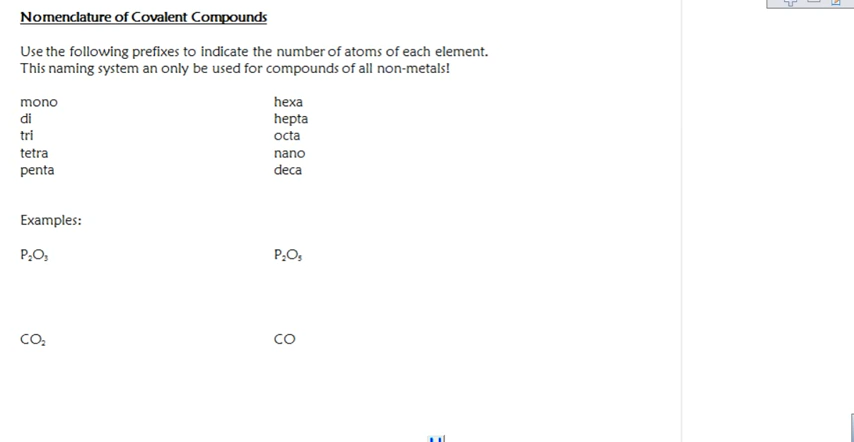 Nomenclature of Covalent Compounds
Use the following prefixes to indicate the number of atoms of each element.
This naming system an only be used for compounds of all non-metals!
mono
di
tri
tetra
penta
hexa
hepta
octa
nano
deca
Examples:
P₂O₃
P₂O₅
CO₂
CO